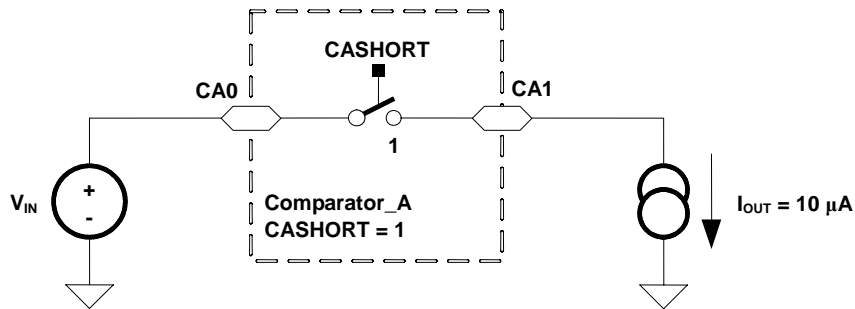 CASHORT
CA0
CA1
1
VIN
+
-
Comparator_A
CASHORT = 1
IOUT = 10 µA